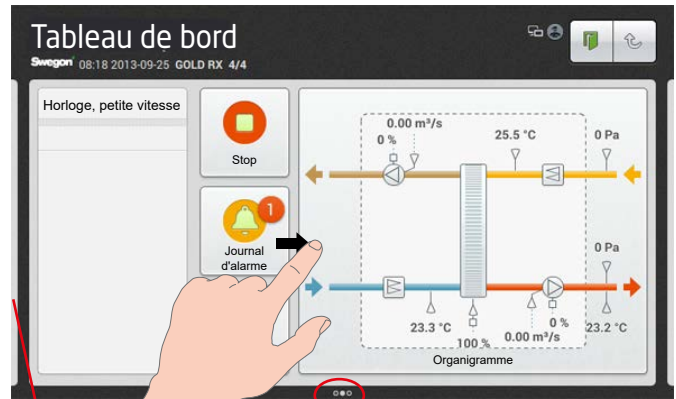 Tableau de bord
Swegon 08:18 2013-09-25 GOLD RX 4/4
Horloge, petite vitesse
Stop
1
Journal
d'alarme
0.00 m³/s
0 %
25.5 °C
0 Pa
0 Pa
23.3 °C
100 %
0.00 m³/s
0 %
23.2 °C
Organigramme